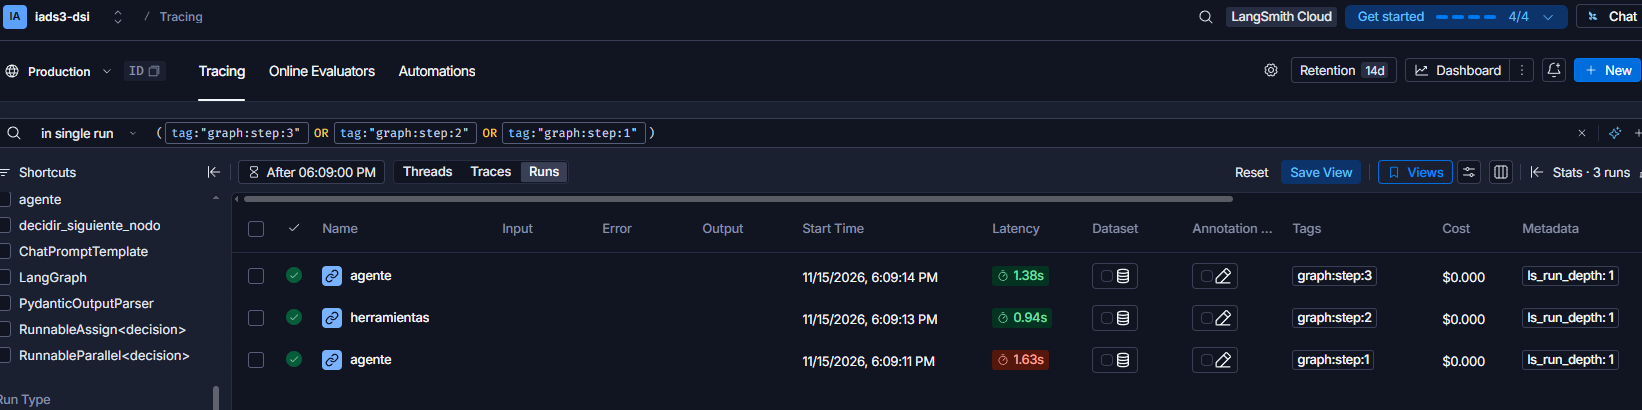 IA iads3-dsi / Tracing LangSmith Cloud Get started 4/4 Chat
Production ID Tracing Online Evaluators Automations Retention 14d Dashboard New
in single run ( tag:"graph:step:3" OR tag:"graph:step:2" OR tag:"graph:step:1" )
Shortcuts After 06:09:00 PM Threads Traces Runs Reset Save View Views Stats · 3 runs
agente
decidir_siguiente_nodo
ChatPromptTemplate
LangGraph
PydanticOutputParser
RunnableAssign<decision>
RunnableParallel<decision>
Run Type
Name Input Error Output Start Time Latency Dataset Annotation ... Tags Cost Metadata
agente 11/15/2026, 6:09:14 PM 1.38s graph:step:3 $0.000 ls_run_depth: 1
herramientas 11/15/2026, 6:09:13 PM 0.94s graph:step:2 $0.000 ls_run_depth: 1
agente 11/15/2026, 6:09:11 PM 1.63s graph:step:1 $0.000 ls_run_depth: 1